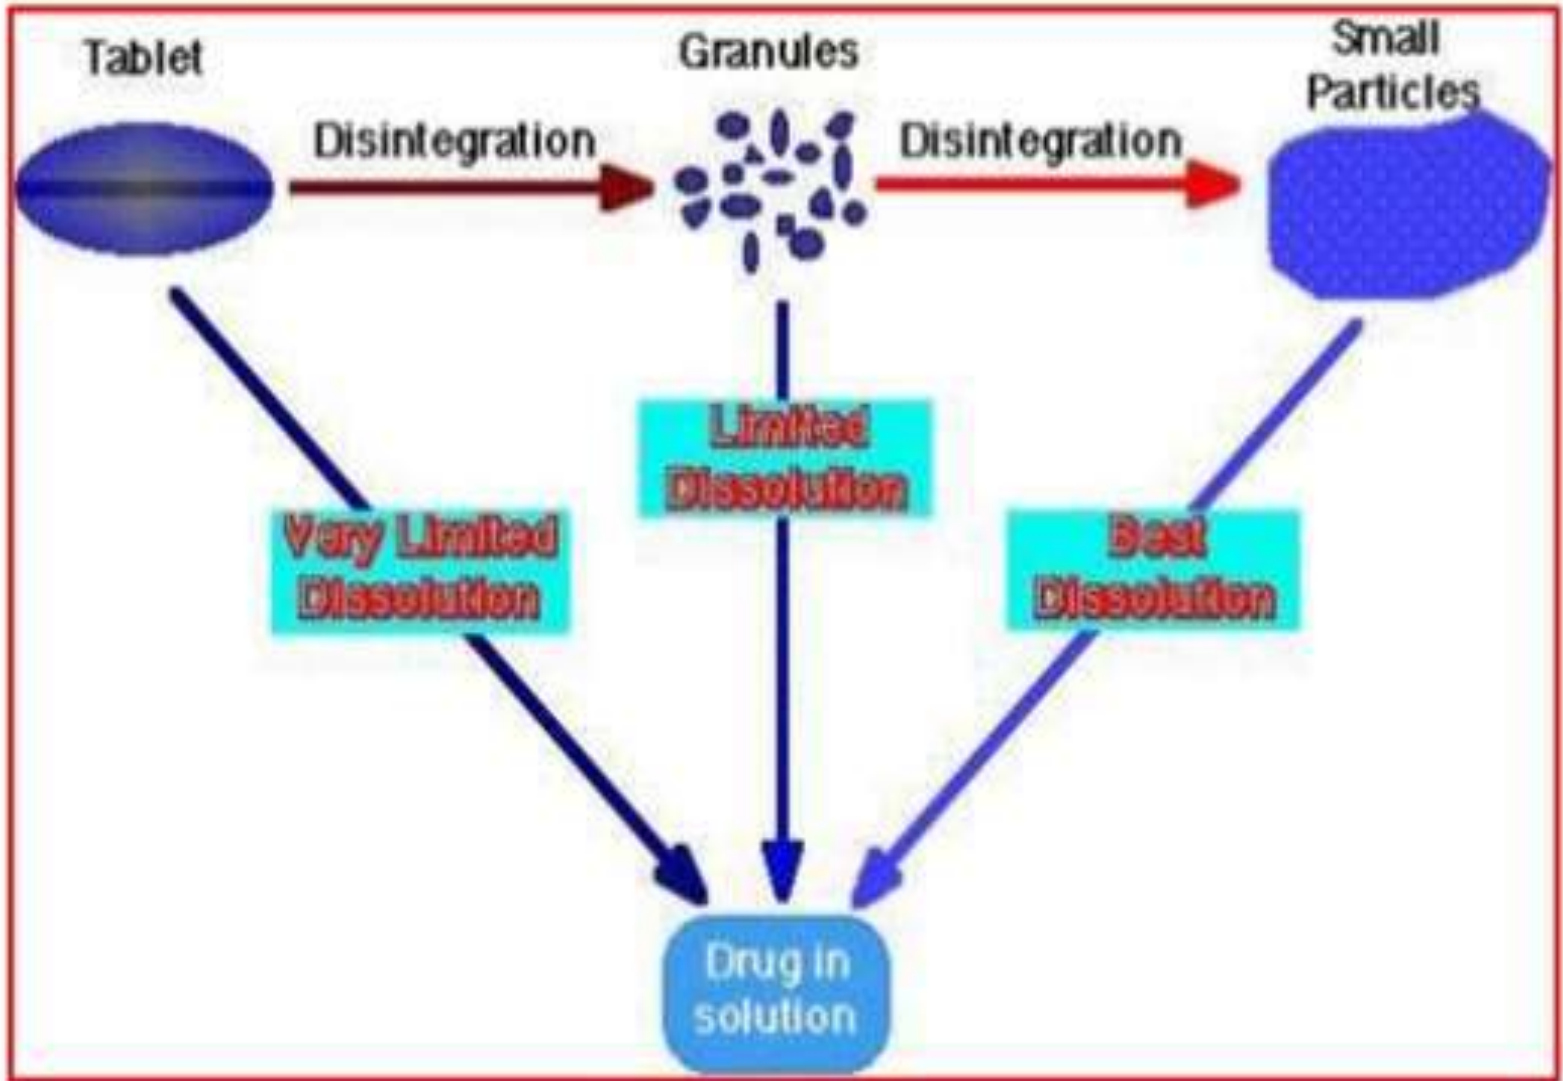 Tablet
Granules
Small
Particles
Disintegration
Disintegration
Limited
Dissolution
Very Limited
Dissolution
Best
Dissolution
Drug in
solution